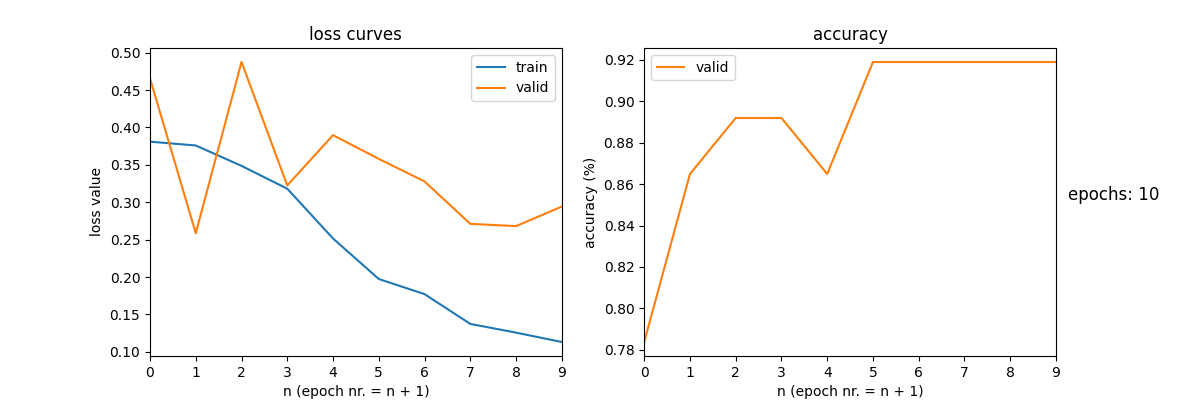 loss curves
0.50
0.45
0.40
0.35
0.30
0.25
0.20
0.15
0.10
loss value
train
valid
0 1 2 3 4 5 6 7 8 9
n (epoch nr. = n + 1)
accuracy
0.92
0.90
0.88
0.86
0.84
0.82
0.80
0.78
accuracy (%)
valid
0 1 2 3 4 5 6 7 8 9
n (epoch nr. = n + 1)
epochs: 10